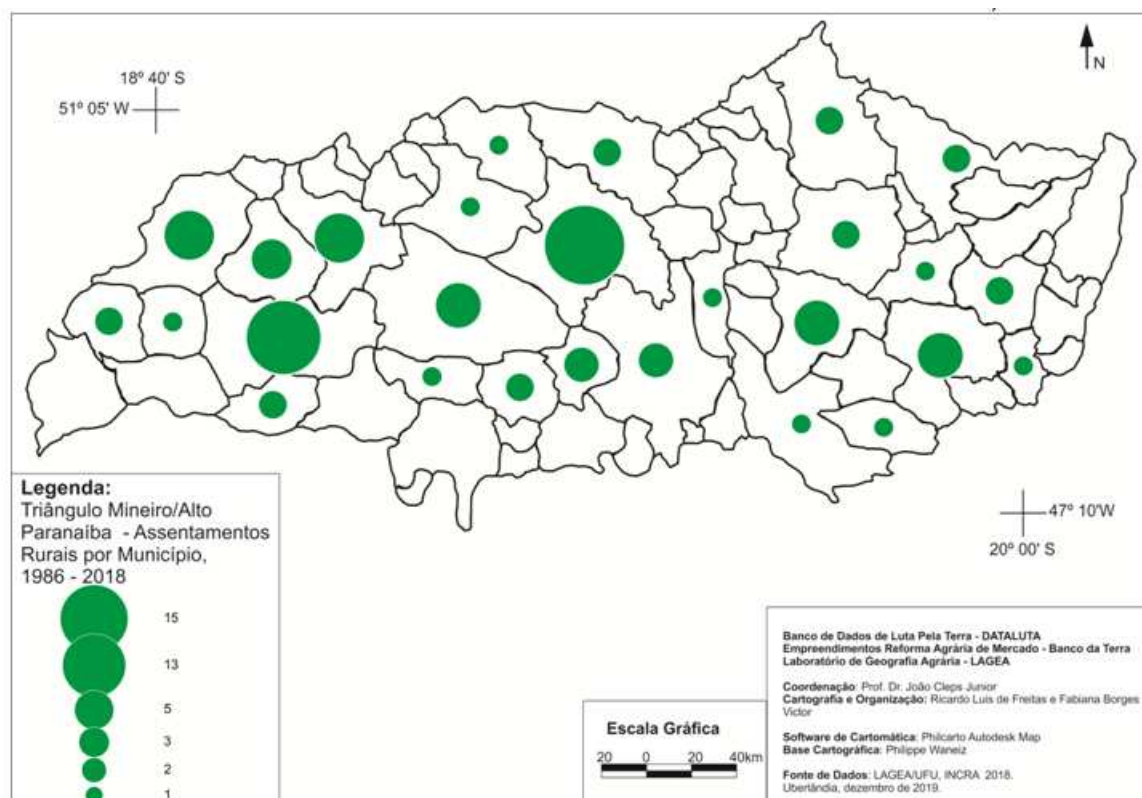 18º 40' S
51º 05' W
N
47º 10'W
20º 00' S
Legenda:
Triângulo Mineiro/Alto
Paranaíba - Assentamentos
Rurais por Município,
1986 - 2018
15
13
5
3
2
1
Escala Gráfica
20 0 20 40km
Banco de Dados de Luta Pela Terra - DATALUTA
Empreendimentos Reforma Agrária de Mercado - Banco da Terra
Laboratório de Geografia Agrária - LAGEA
Coordenação: Prof. Dr. João Cleps Junior
Cartografia e Organização: Ricardo Luis de Freitas e Fabiana Borges
Victor
Software de Cartomática: Philcarto Autodesk Map
Base Cartográfica: Philippe Waneiz
Fonte de Dados: LAGEA/UFU, INCRA 2018.
Uberlândia, dezembro de 2019.